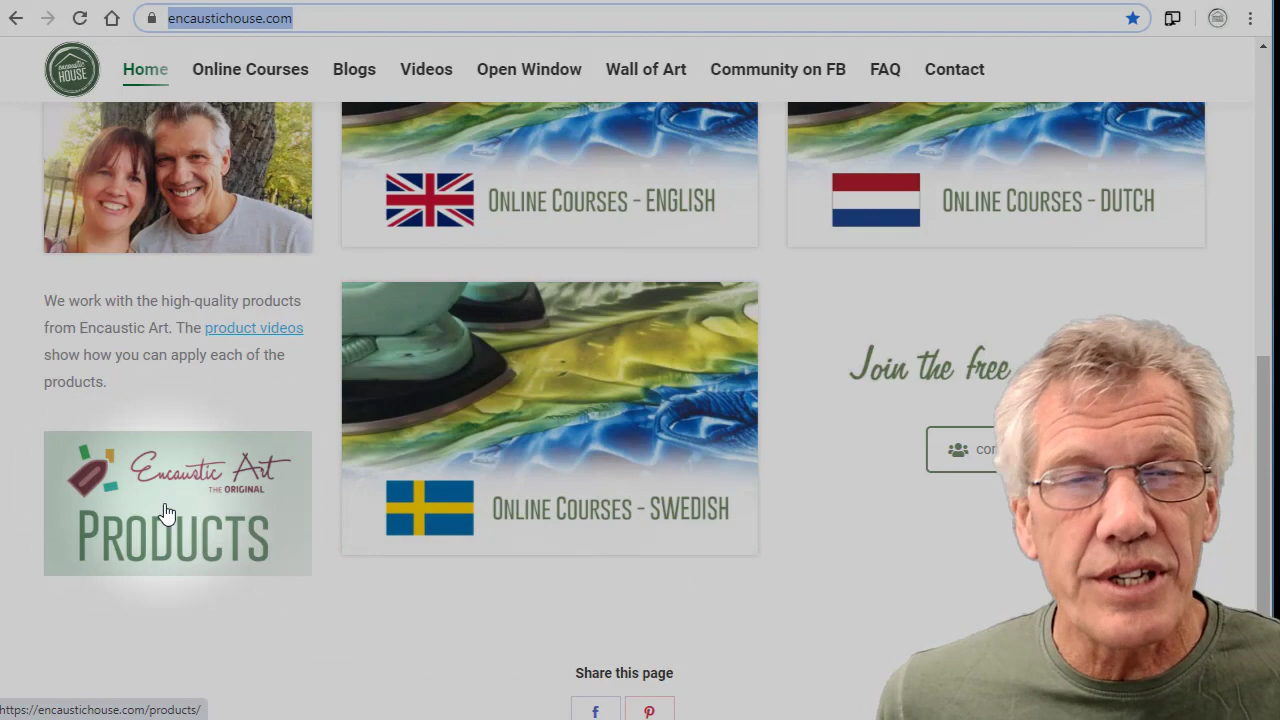 encaustichouse.com
encaustic
HOUSE
Home Online Courses Blogs Videos Open Window Wall of Art Community on FB FAQ Contact
ONLINE COURSES - ENGLISH
ONLINE COURSES - DUTCH
We work with the high-quality products
from Encaustic Art. The product videos
show how you can apply each of the
products.
Join the free
Encaustic Art
THE ORIGINAL
PRODUCTS
ONLINE COURSES - SWEDISH
Share this page
https://encaustichouse.com/products/